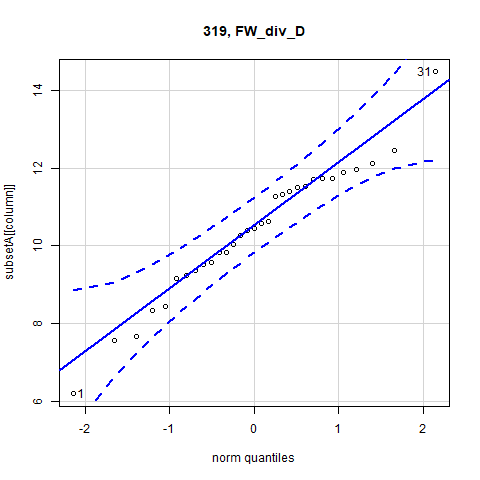 319, FW_div_D
31
1
14
12
10
8
6
subsetA[[column]]
-2 -1 0 1 2
norm quantiles